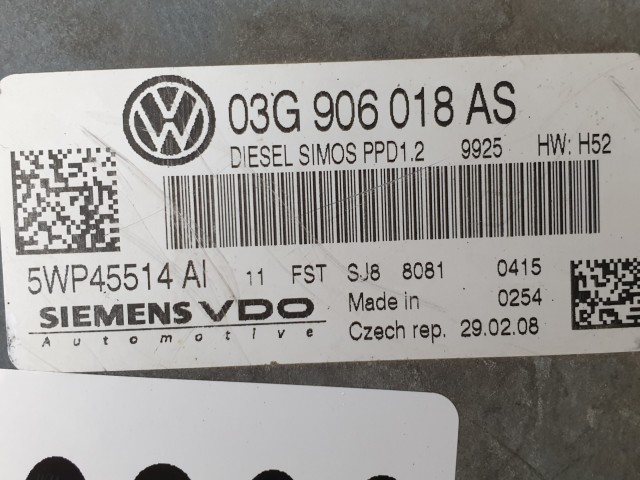 03G 906 018 AS
DIESEL SIMOS PPD1.2 9925 HW: H52
5WP45514 AI 11 FST SJ8 8081 0415
SIEMENS VDO Made in 0254
Automotive Czech rep. 29.02.08